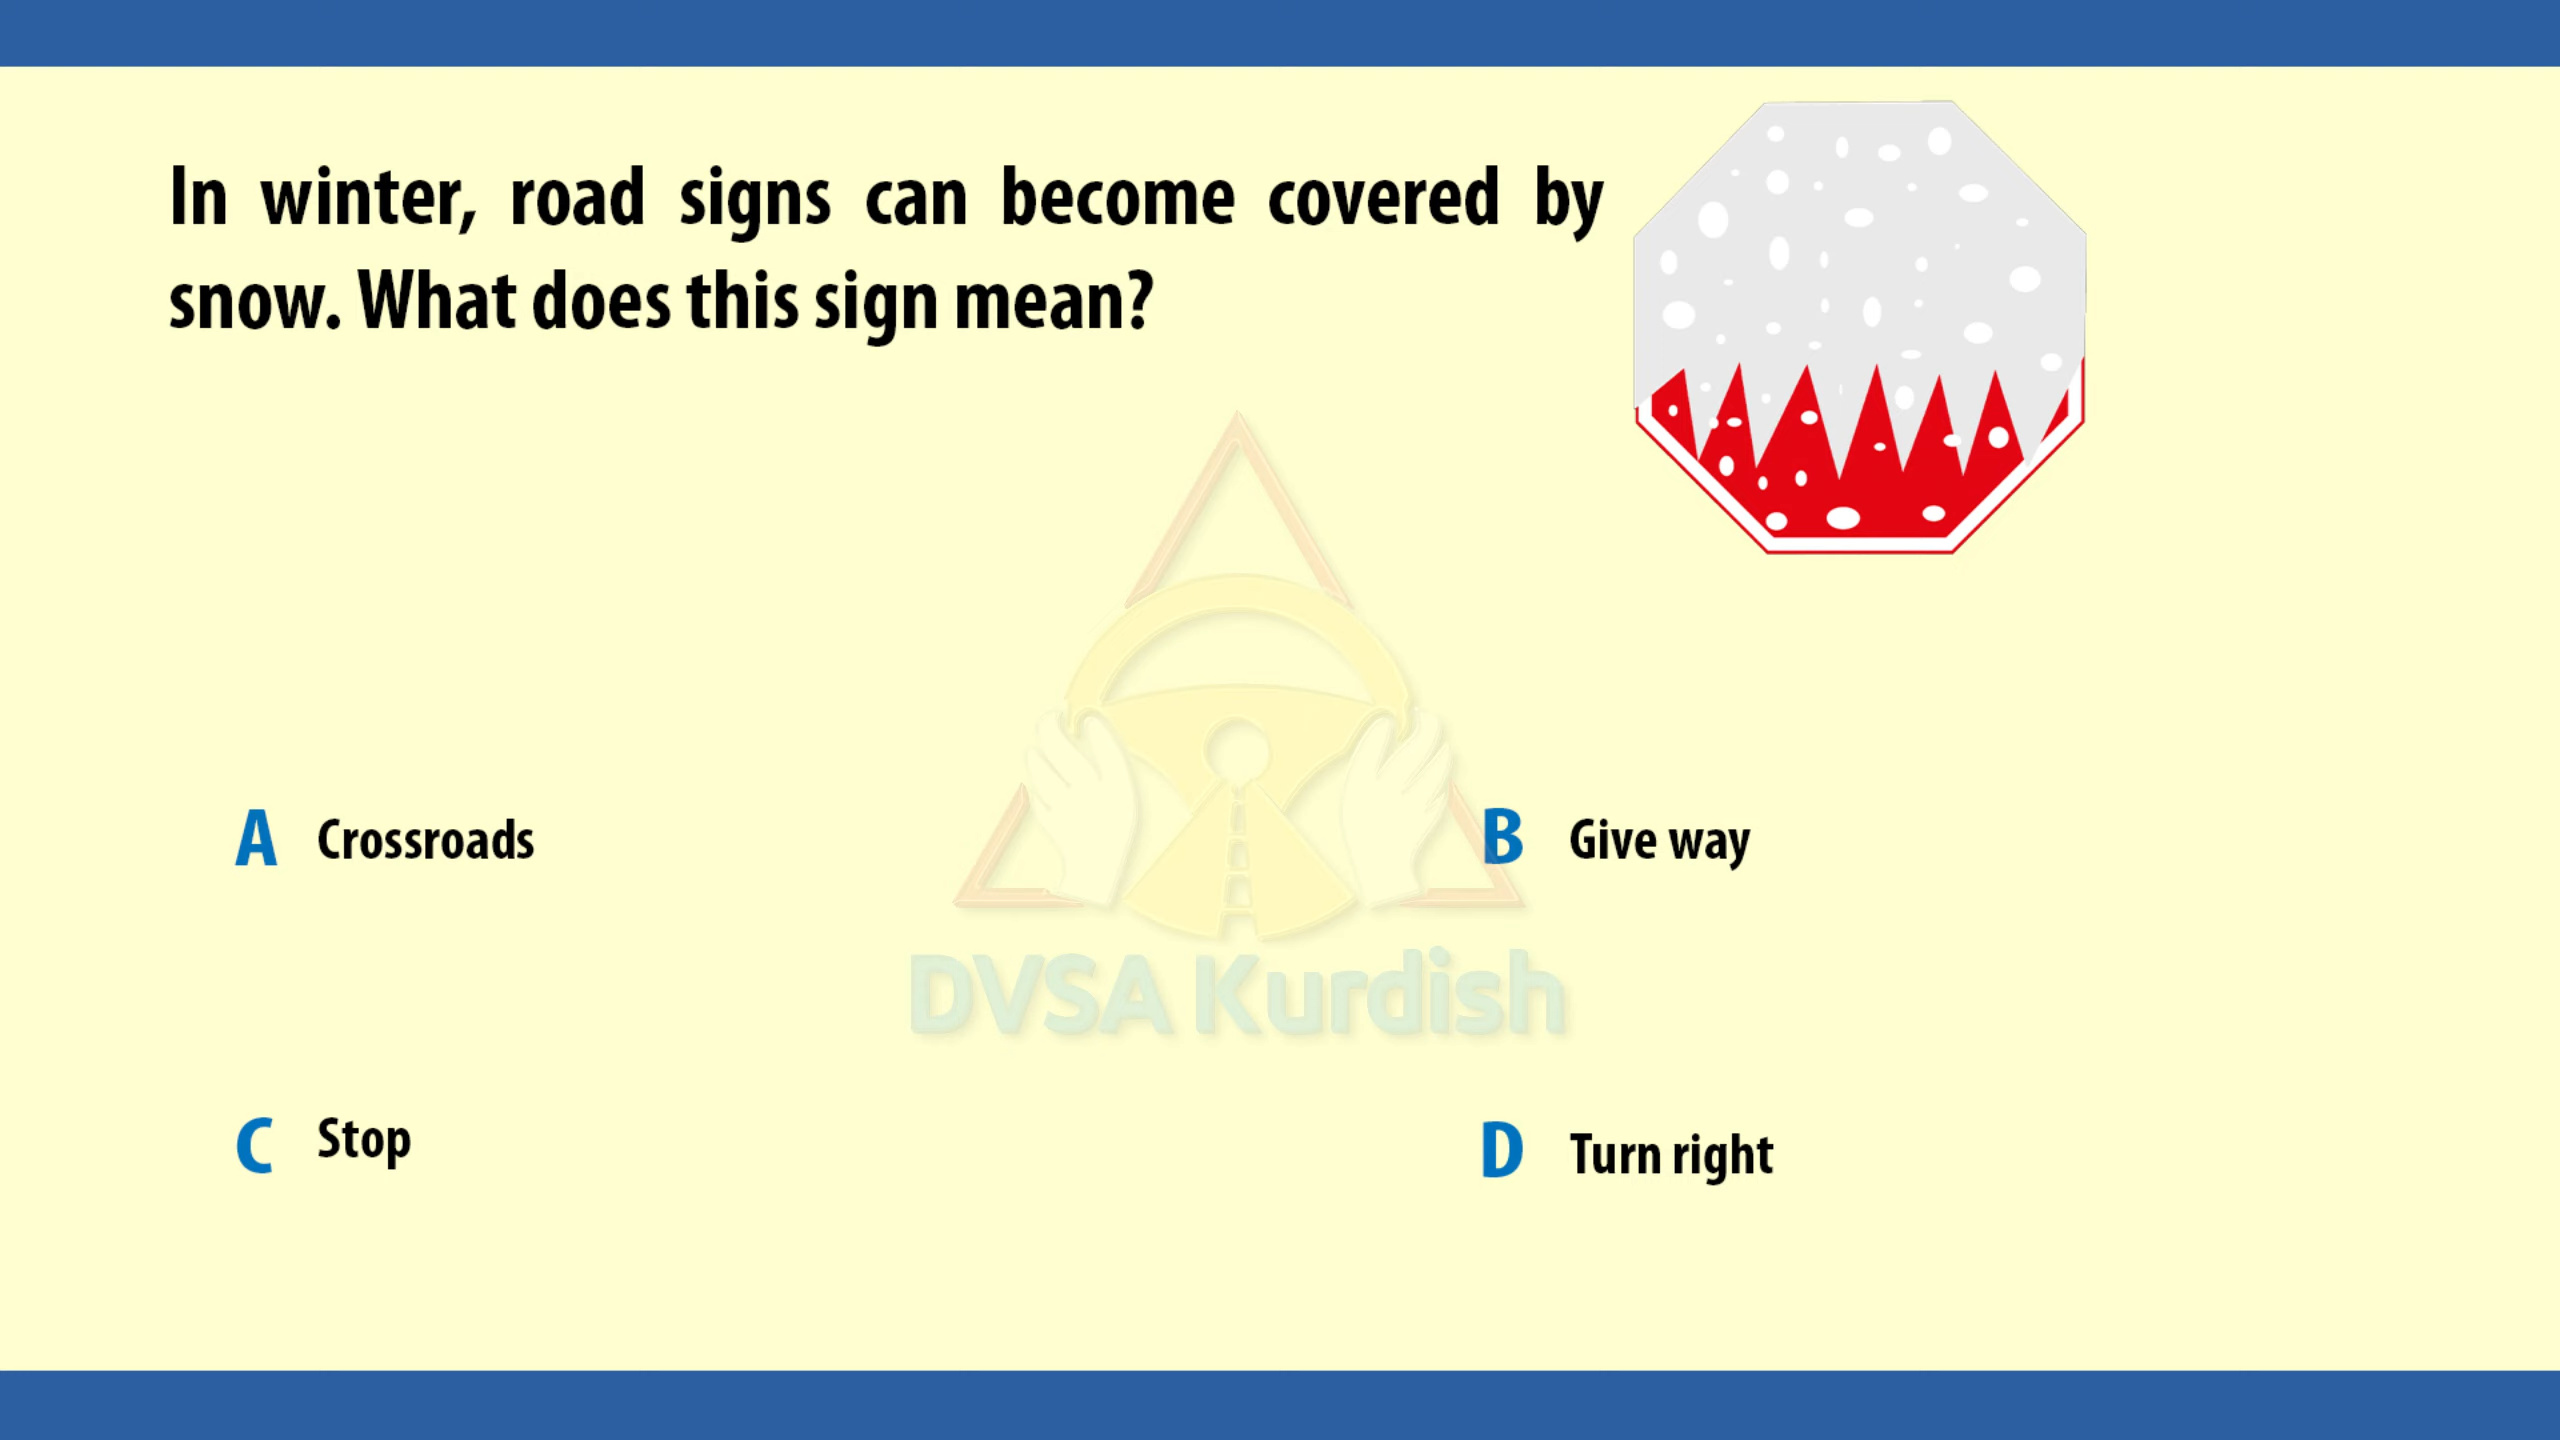 In winter, road signs can become covered by
snow. What does this sign mean?
A Crossroads
B Give way
DVSA Kurdish
C Stop
D Turn right